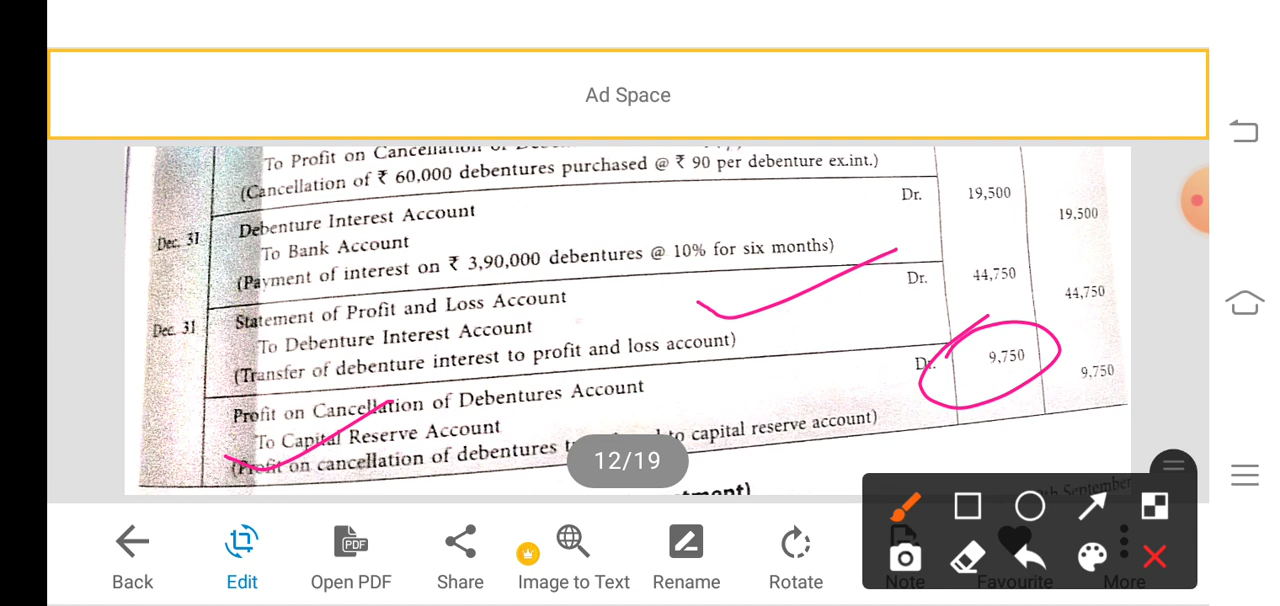 Ad Space
To Profit on Cancellation of
(Cancellation of ₹ 60,000 debentures purchased @ ₹ 90 per debenture ex.int.)
Dec. 31 Debenture Interest Account Dr. 19,500
To Bank Account 19,500
(Payment of interest on ₹ 3,90,000 debentures @ 10% for six months)
Dec. 31 Statement of Profit and Loss Account Dr. 44,750
To Debenture Interest Account 44,750
(Transfer of debenture interest to profit and loss account)
Profit on Cancellation of Debentures Account Dr. 9,750
To Capital Reserve Account 9,750
(Profit on cancellation of debentures to capital reserve account)
12/19
th September
Back
Edit
PDF
Open PDF
Share
Image to Text
Rename
Rotate
Note
Favourite
More